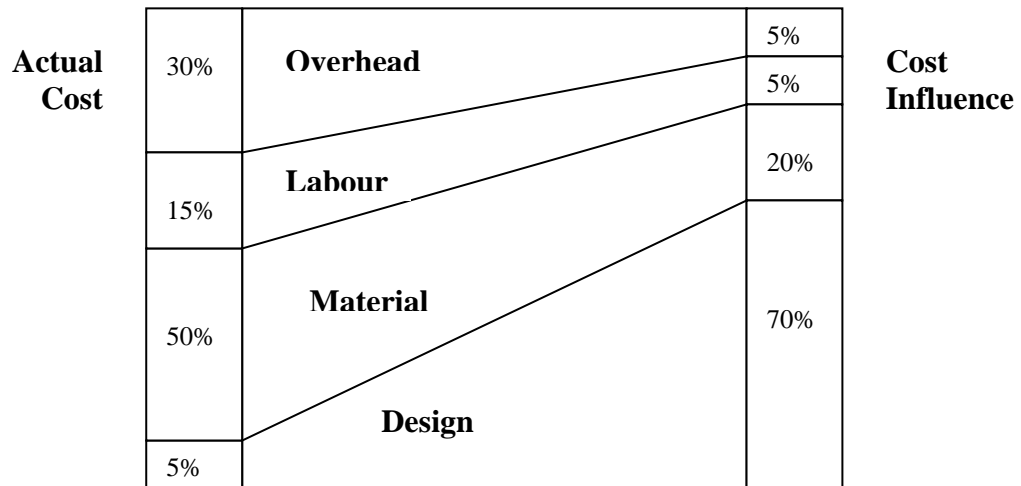 Actual
Cost
30%
Overhead
5%
Cost
Influence
5%
15%
Labour
20%
50%
Material
70%
Design
5%